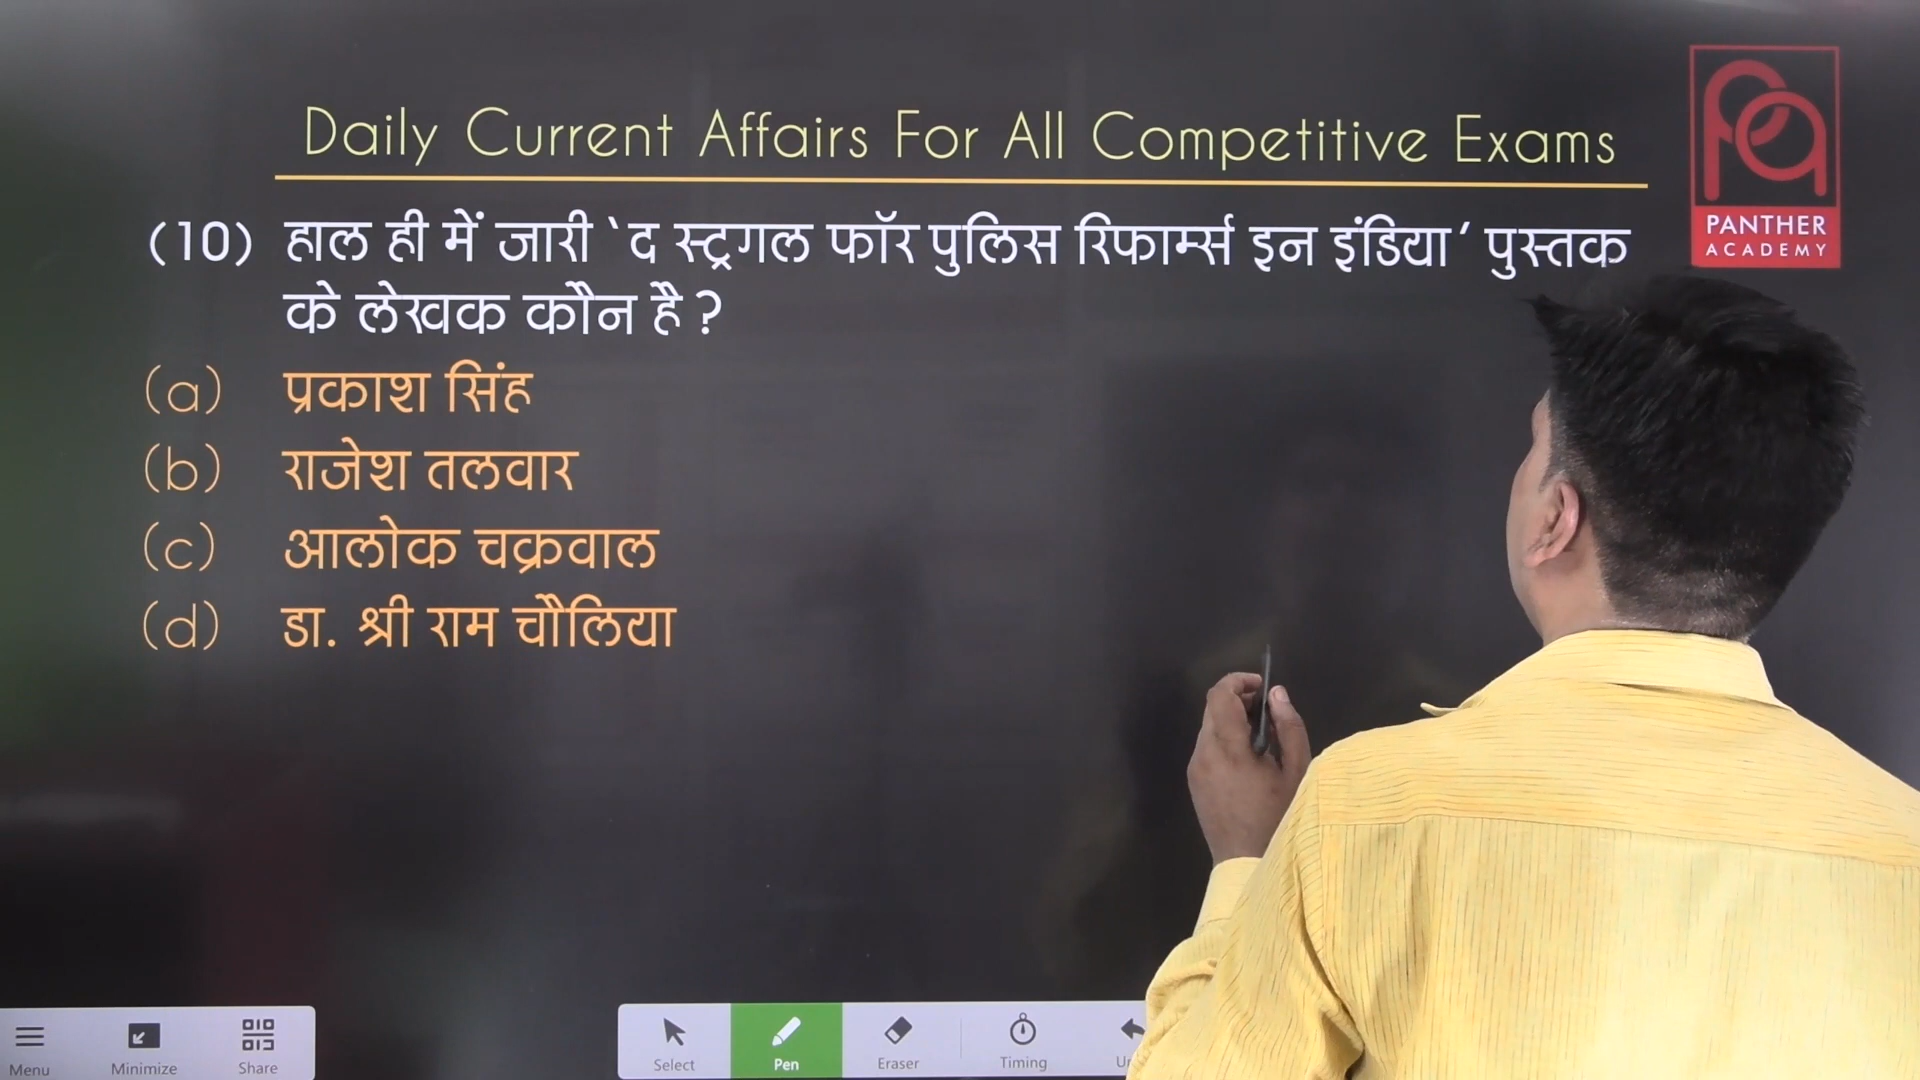 Daily Current Affairs For All Competitive Exams
PANTHER
ACADEMY
(10) हाल ही में जारी ‘द स्ट्रगल फॉर पुलिस रिफार्म्स इन इंडिया’ पुस्तक
के लेखक कौन है ?
(a) प्रकाश सिंह
(b) राजेश तलवार
(c) आलोक चक्रवाल
(d) डा. श्री राम चौलिया
Menu
Minimize
Share
Select
Pen
Eraser
Timing